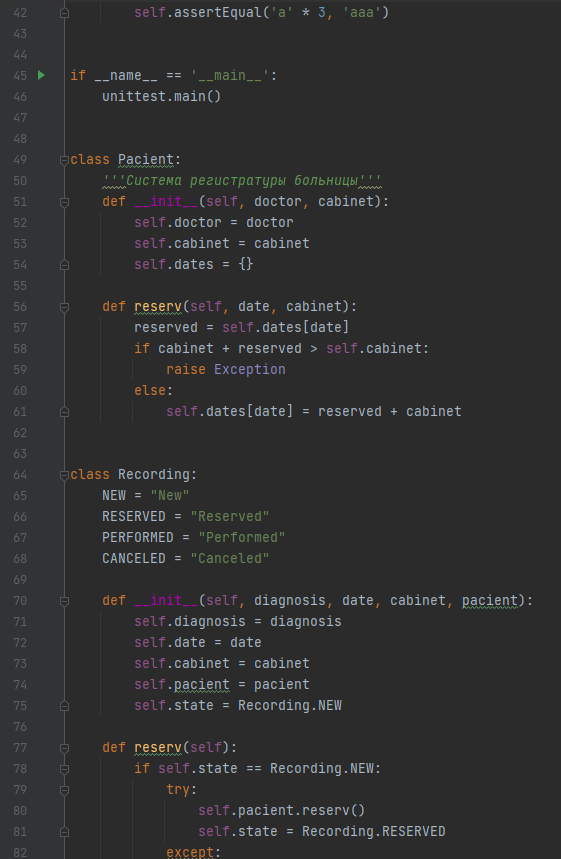 42 self.assertEqual('a' * 3, 'aaa')
43
44
45 if __name__ == '__main__':
46 unittest.main()
47
48
49 class Pacient:
50 '''Система регистратуры больницы'''
51 def __init__(self, doctor, cabinet):
52 self.doctor = doctor
53 self.cabinet = cabinet
54 self.dates = {}
55
56 def reserv(self, date, cabinet):
57 reserved = self.dates[date]
58 if cabinet + reserved > self.cabinet:
59 raise Exception
60 else:
61 self.dates[date] = reserved + cabinet
62
63
64 class Recording:
65 NEW = "New"
66 RESERVED = "Reserved"
67 PERFORMED = "Performed"
68 CANCELED = "Canceled"
69
70 def __init__(self, diagnosis, date, cabinet, pacient):
71 self.diagnosis = diagnosis
72 self.date = date
73 self.cabinet = cabinet
74 self.pacient = pacient
75 self.state = Recording.NEW
76
77 def reserv(self):
78 if self.state == Recording.NEW:
79 try:
80 self.pacient.reserv()
81 self.state = Recording.RESERVED
82 except: